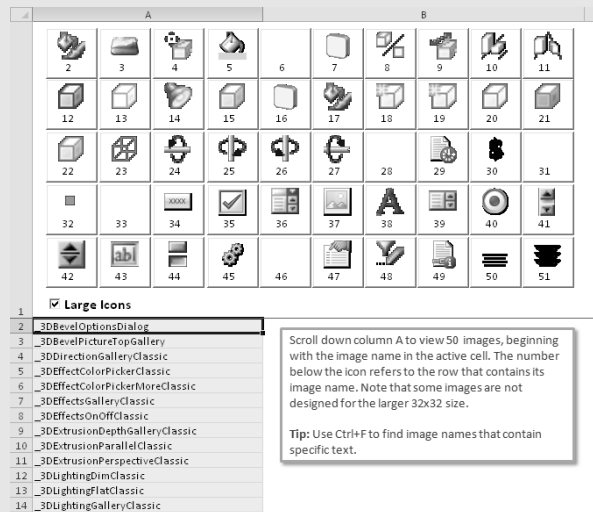 A B
2 3 4 5 6 7 8 9 10 11
12 13 14 15 16 17 18 19 20 21
22 23 24 25 26 27 28 29 30 31
xxxx
32 33 34 35 36 37 38 39 40 41
ab|
42 43 44 45 46 47 48 49 50 51
1 Large Icons
2 _3DBevelOptionsDialog
3 _3DBevelPictureTopGallery
4 _3DDirectionGalleryClassic
5 _3DEffectColorPickerClassic
6 _3DEffectColorPickerMoreClassic
7 _3DEffectsGalleryClassic
8 _3DEffectsOnOffClassic
9 _3DExtrusionDepthGalleryClassic
10 _3DExtrusionParallelClassic
11 _3DExtrusionPerspectiveClassic
12 _3DLightingDimClassic
13 _3DLightingFlatClassic
14 _3DLightingGalleryClassic
Scroll down column A to view 50 images, beginning
with the image name in the active cell. The number
below the icon refers to the row that contains its
image name. Note that some images are not
designed for the larger 32x32 size.
Tip: Use Ctrl+F to find image names that contain
specific text.